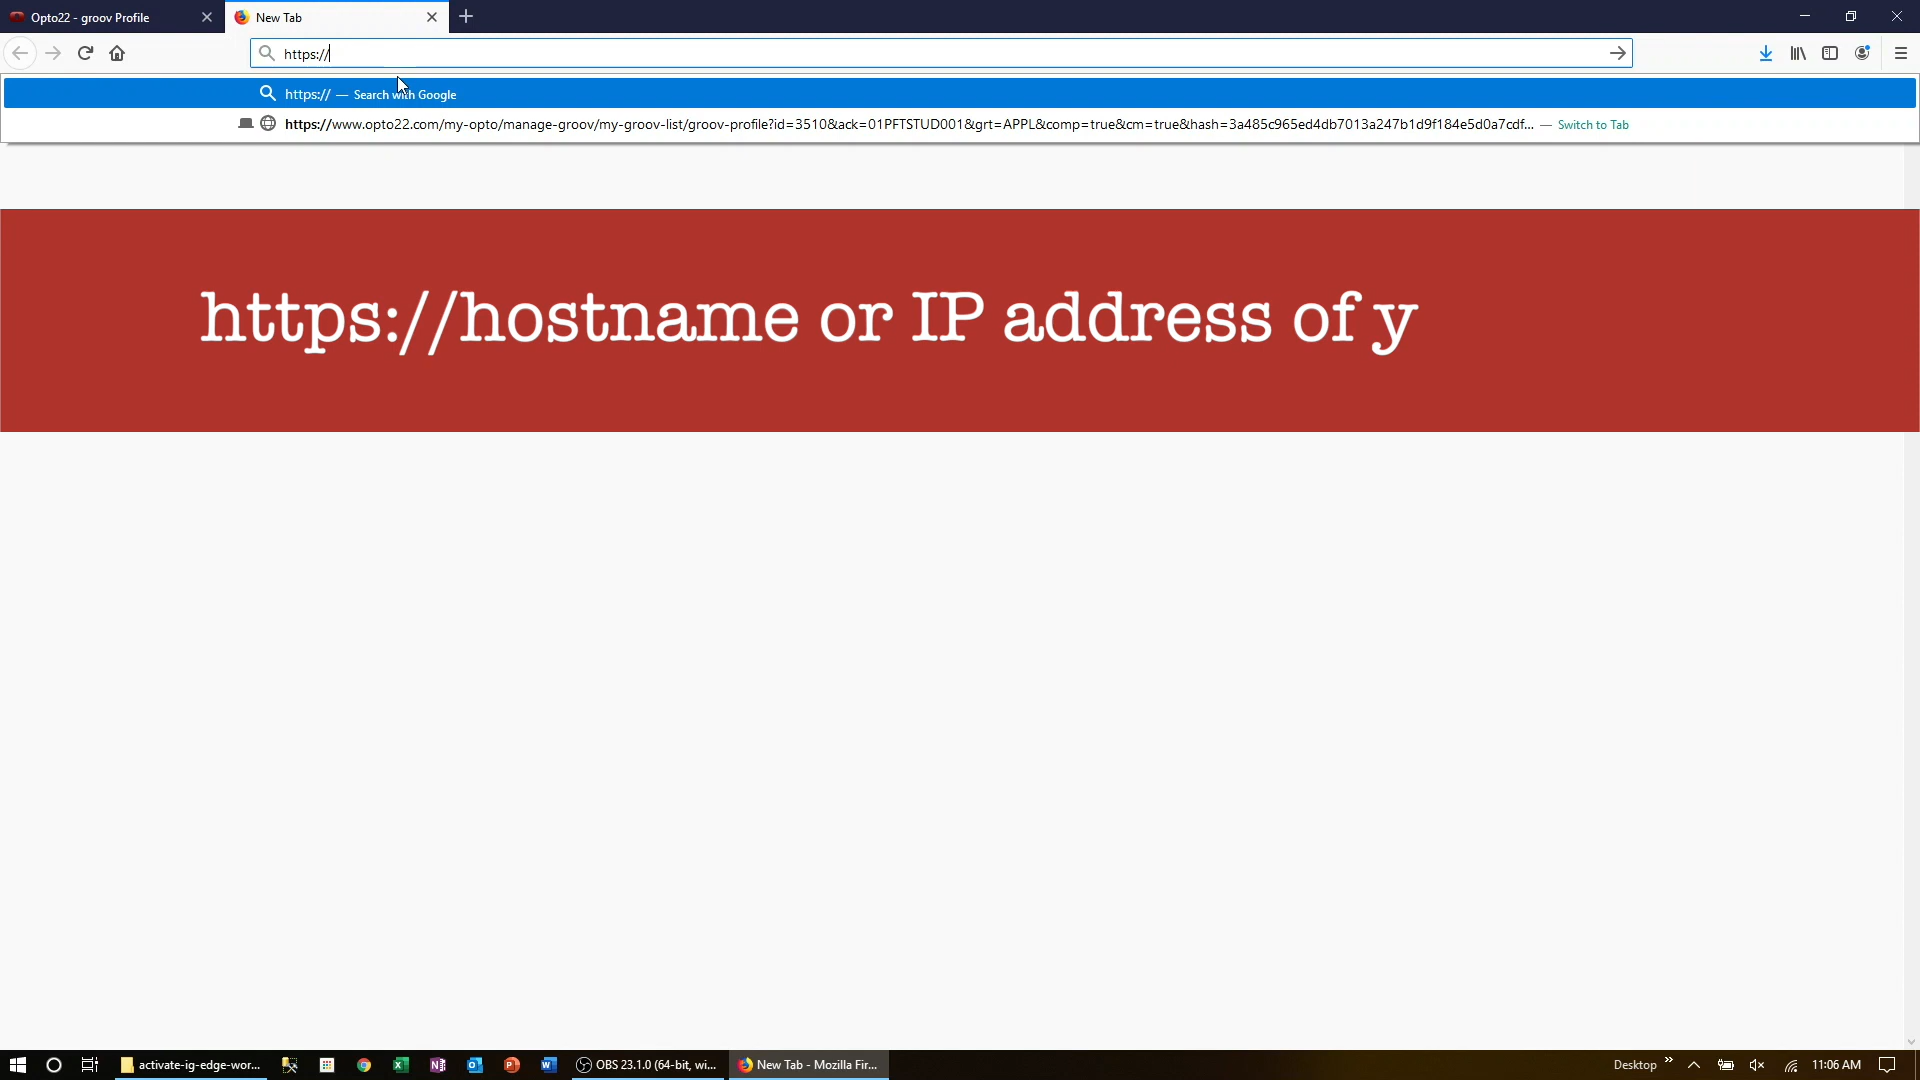 Opto22 - groov Profile
New Tab
https://
https:// — Search with Google
https://www.opto22.com/my-opto/manage-groov/my-groov-list/groov-profile?id=3510&ack=01PFTSTUD001&grt=APPL&comp=true&cm=true&hash=3a485c965ed4db7013a247b1d9f184e5d0a7cdf... — Switch to Tab
https://hostname or IP address of y
activate-ig-edge-wor...
OBS 23.1.0 (64-bit, wi...
New Tab - Mozilla Fir...
Desktop
11:06 AM